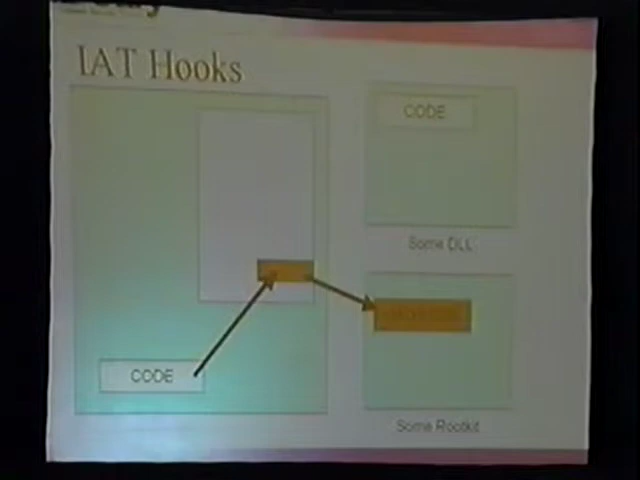 IAT Hooks
CODE
Some DLL
CODE
Some Rootkit